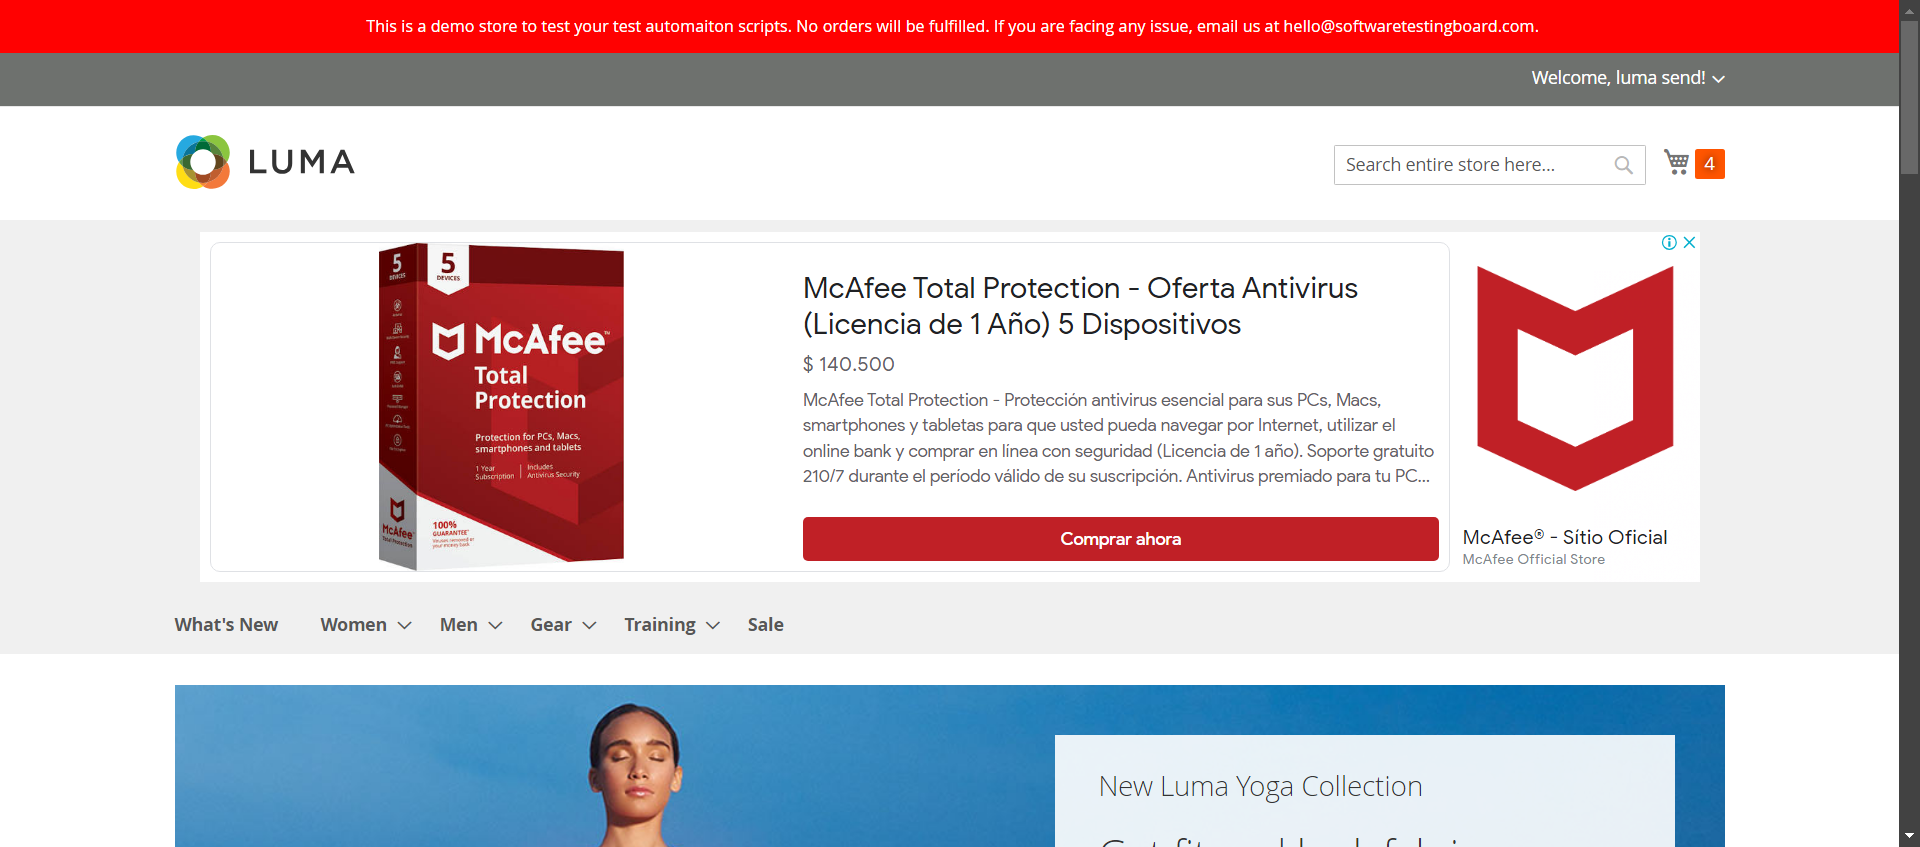 This is a demo store to test your test automaiton scripts. No orders will be fulfilled. If you are facing any issue, email us at hello@softwaretestingboard.com.
Welcome, luma send!
LUMA
Search entire store here...
4
5
DEVICES
5
DEVICES
McAfee™
Total
Protection
Protection for PCs, Macs,
smartphones and tablets
1 Year
Subscription
Includes
Antivirus Security
McAfee
Total Protection
100%
GUARANTEE
McAfee Total Protection - Oferta Antivirus
(Licencia de 1 Año) 5 Dispositivos
$ 140.500
McAfee Total Protection - Protección antivirus esencial para sus PCs, Macs,
smartphones y tabletas para que usted pueda navegar por Internet, utilizar el
online bank y comprar en línea con seguridad (Licencia de 1 año). Soporte gratuito
210/7 durante el período válido de su suscripción. Antivirus premiado para tu PC...
Comprar ahora
McAfee® - Sítio Oficial
McAfee Official Store
What's New
Women
Men
Gear
Training
Sale
New Luma Yoga Collection